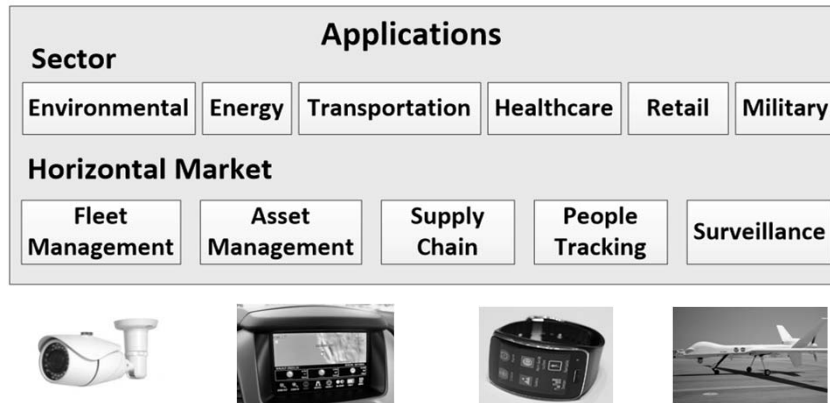 Applications
Sector
Environmental Energy Transportation Healthcare Retail Military
Horizontal Market
Fleet Management
Asset Management
Supply Chain
People Tracking
Surveillance